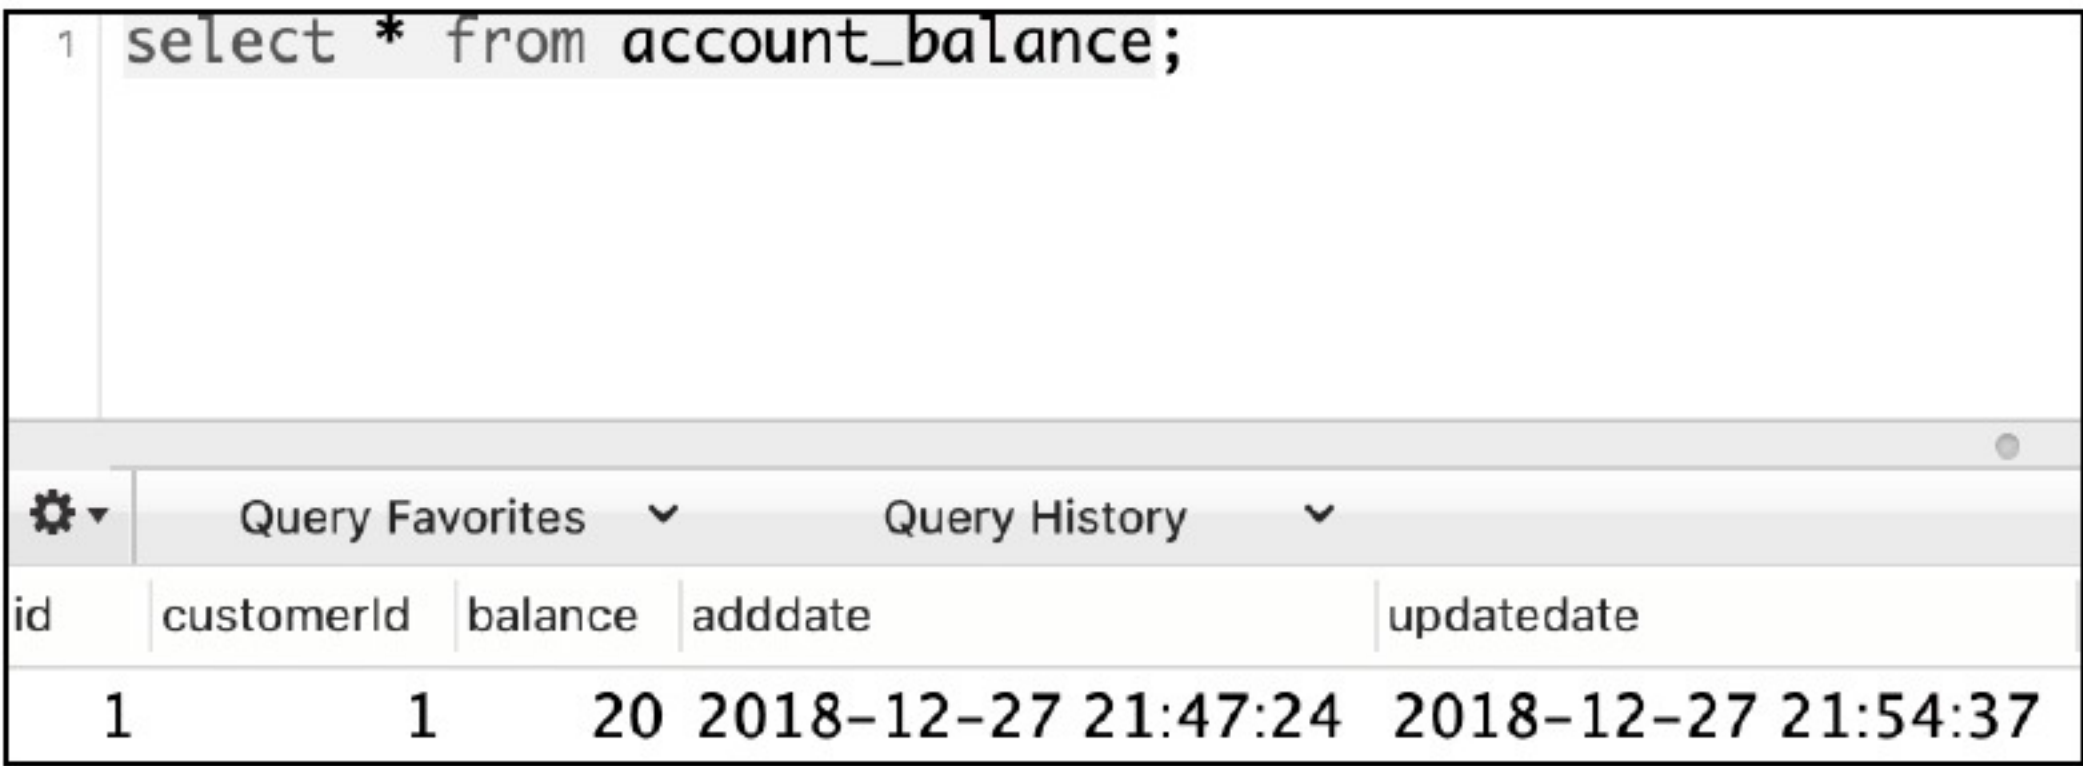 1 select * from account_balance;
Query Favorites Query History
id customerId balance adddate updatedate
1 1 20 2018-12-27 21:47:24 2018-12-27 21:54:37